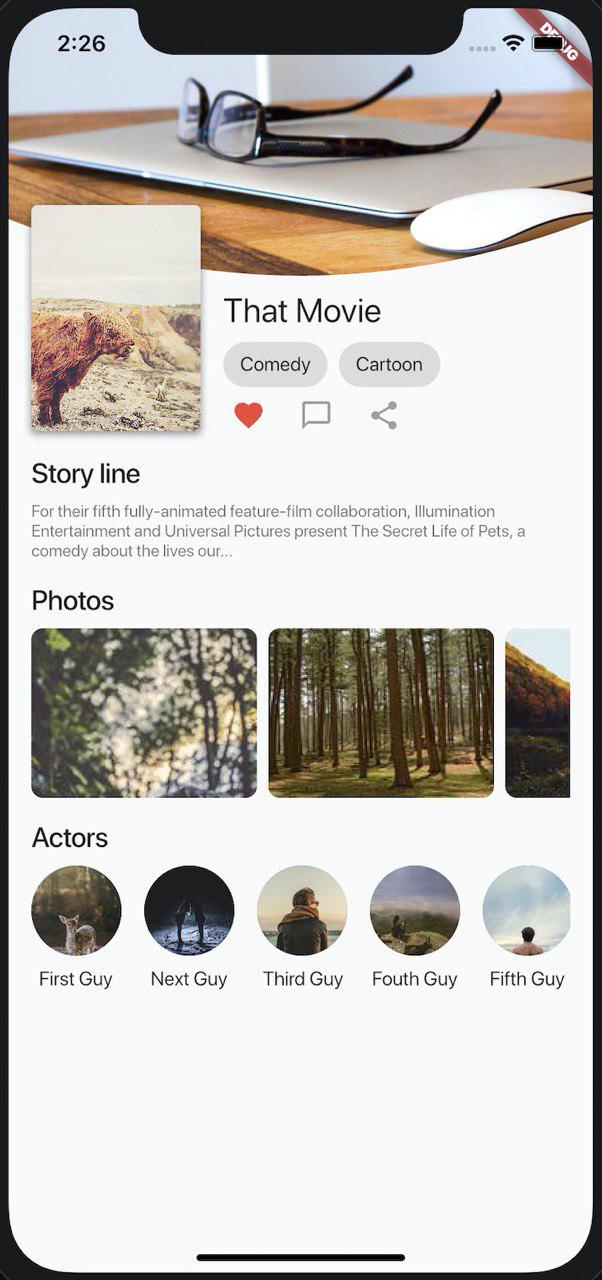 2:26
DEBUG
That Movie
Comedy
Cartoon
Story line
For their fifth fully-animated feature-film collaboration, Illumination
Entertainment and Universal Pictures present The Secret Life of Pets, a
comedy about the lives our...
Photos
Actors
First Guy
Next Guy
Third Guy
Fouth Guy
Fifth Guy